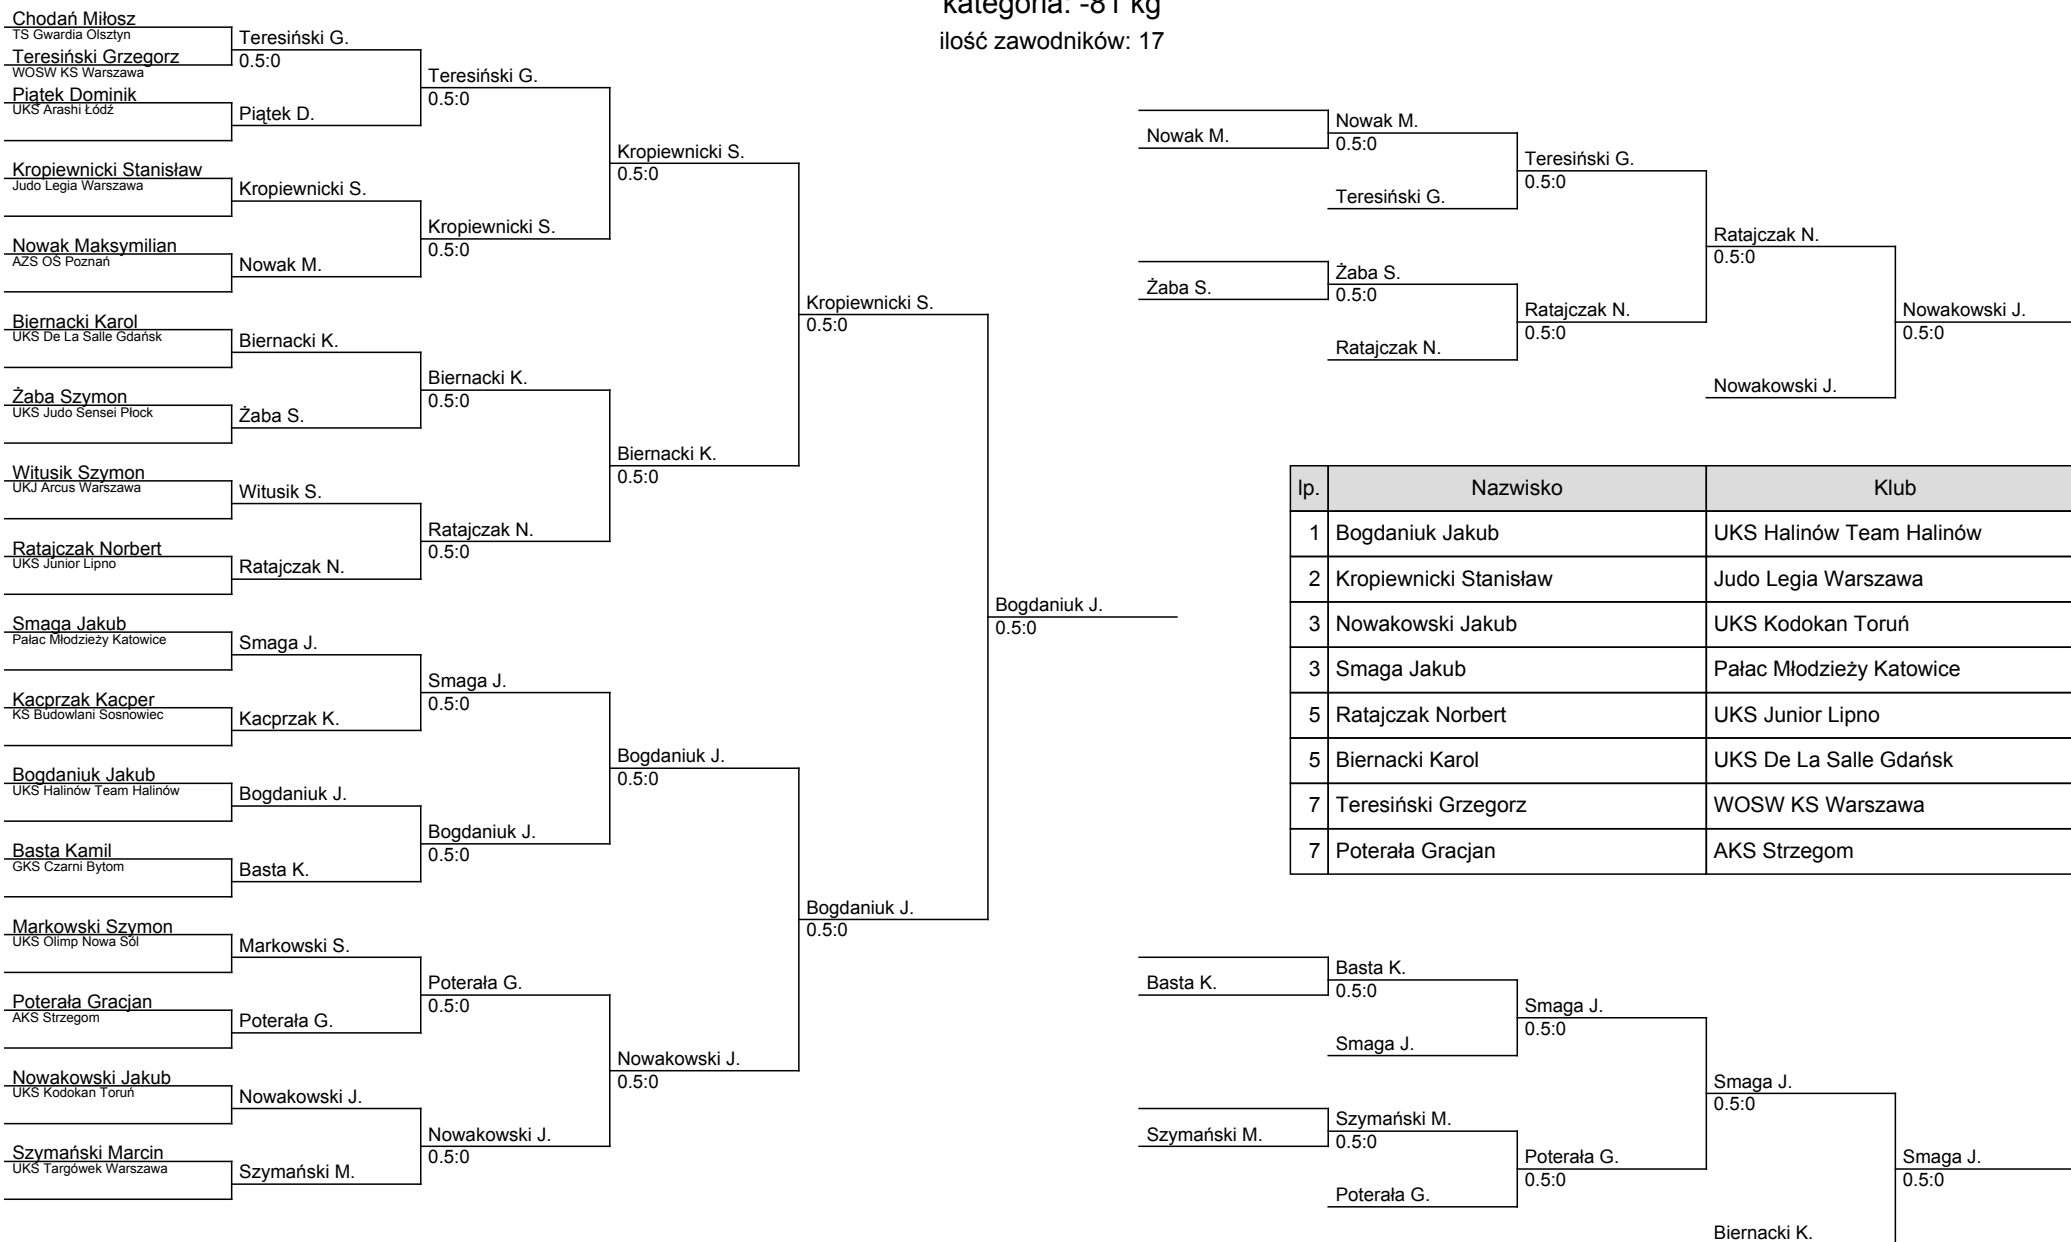 kategoria: -81 kg
ilość zawodników: 17
Chodań Miłosz
TS Gwardia Olsztyn
Teresiński Grzegorz
WOSW KS Warszawa
Piątek Dominik
UKS Arashi Łódź
Kropiewnicki Stanisław
Judo Legia Warszawa
Nowak Maksymilian
AZS OŚ Poznań
Biernacki Karol
UKS De La Salle Gdańsk
Żaba Szymon
UKS Judo Sensei Płock
Witusik Szymon
UKJ Arcus Warszawa
Ratajczak Norbert
UKS Junior Lipno
Smaga Jakub
Pałac Młodzieży Katowice
Kacprzak Kacper
KS Budowlani Sosnowiec
Bogdaniuk Jakub
UKS Halinów Team Halinów
Basta Kamil
GKS Czarni Bytom
Markowski Szymon
UKS Olimp Nowa Sól
Poterała Gracjan
AKS Strzegom
Nowakowski Jakub
UKS Kodokan Toruń
Szymański Marcin
UKS Targówek Warszawa
Teresiński G.
0.5:0
Piątek D.
Kropiewnicki S.
Nowak M.
Biernacki K.
Żaba S.
Witusik S.
Ratajczak N.
Smaga J.
Kacprzak K.
Bogdaniuk J.
Basta K.
Markowski S.
Poterała G.
Nowakowski J.
Szymański M.
Teresiński G.
0.5:0
Kropiewnicki S.
0.5:0
Biernacki K.
0.5:0
Ratajczak N.
0.5:0
Smaga J.
0.5:0
Bogdaniuk J.
0.5:0
Poterała G.
0.5:0
Nowakowski J.
0.5:0
Kropiewnicki S.
0.5:0
Biernacki K.
0.5:0
Bogdaniuk J.
0.5:0
Nowakowski J.
0.5:0
Kropiewnicki S.
0.5:0
Bogdaniuk J.
0.5:0
Bogdaniuk J.
0.5:0
Nowak M.
Nowak M.
0.5:0
Teresiński G.
Teresiński G.
0.5:0
Żaba S.
Żaba S.
0.5:0
Ratajczak N.
Ratajczak N.
0.5:0
Ratajczak N.
0.5:0
Nowakowski J.
Nowakowski J.
0.5:0
lp. Nazwisko Klub
1 Bogdaniuk Jakub UKS Halinów Team Halinów
2 Kropiewnicki Stanisław Judo Legia Warszawa
3 Nowakowski Jakub UKS Kodokan Toruń
3 Smaga Jakub Pałac Młodzieży Katowice
5 Ratajczak Norbert UKS Junior Lipno
5 Biernacki Karol UKS De La Salle Gdańsk
7 Teresiński Grzegorz WOSW KS Warszawa
7 Poterała Gracjan AKS Strzegom
Basta K.
Basta K.
0.5:0
Smaga J.
Smaga J.
0.5:0
Szymański M.
Szymański M.
0.5:0
Poterała G.
Poterała G.
0.5:0
Smaga J.
0.5:0
Biernacki K.
Smaga J.
0.5:0